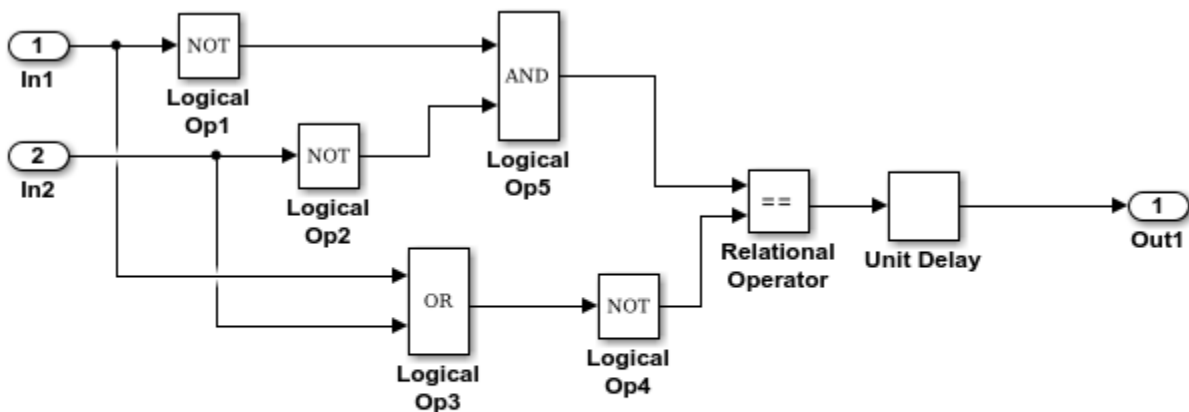 1
In1
NOT
Logical
Op1
AND
Logical
Op5
2
In2
NOT
Logical
Op2
==
Relational
Operator
Unit Delay
1
Out1
OR
Logical
Op3
NOT
Logical
Op4